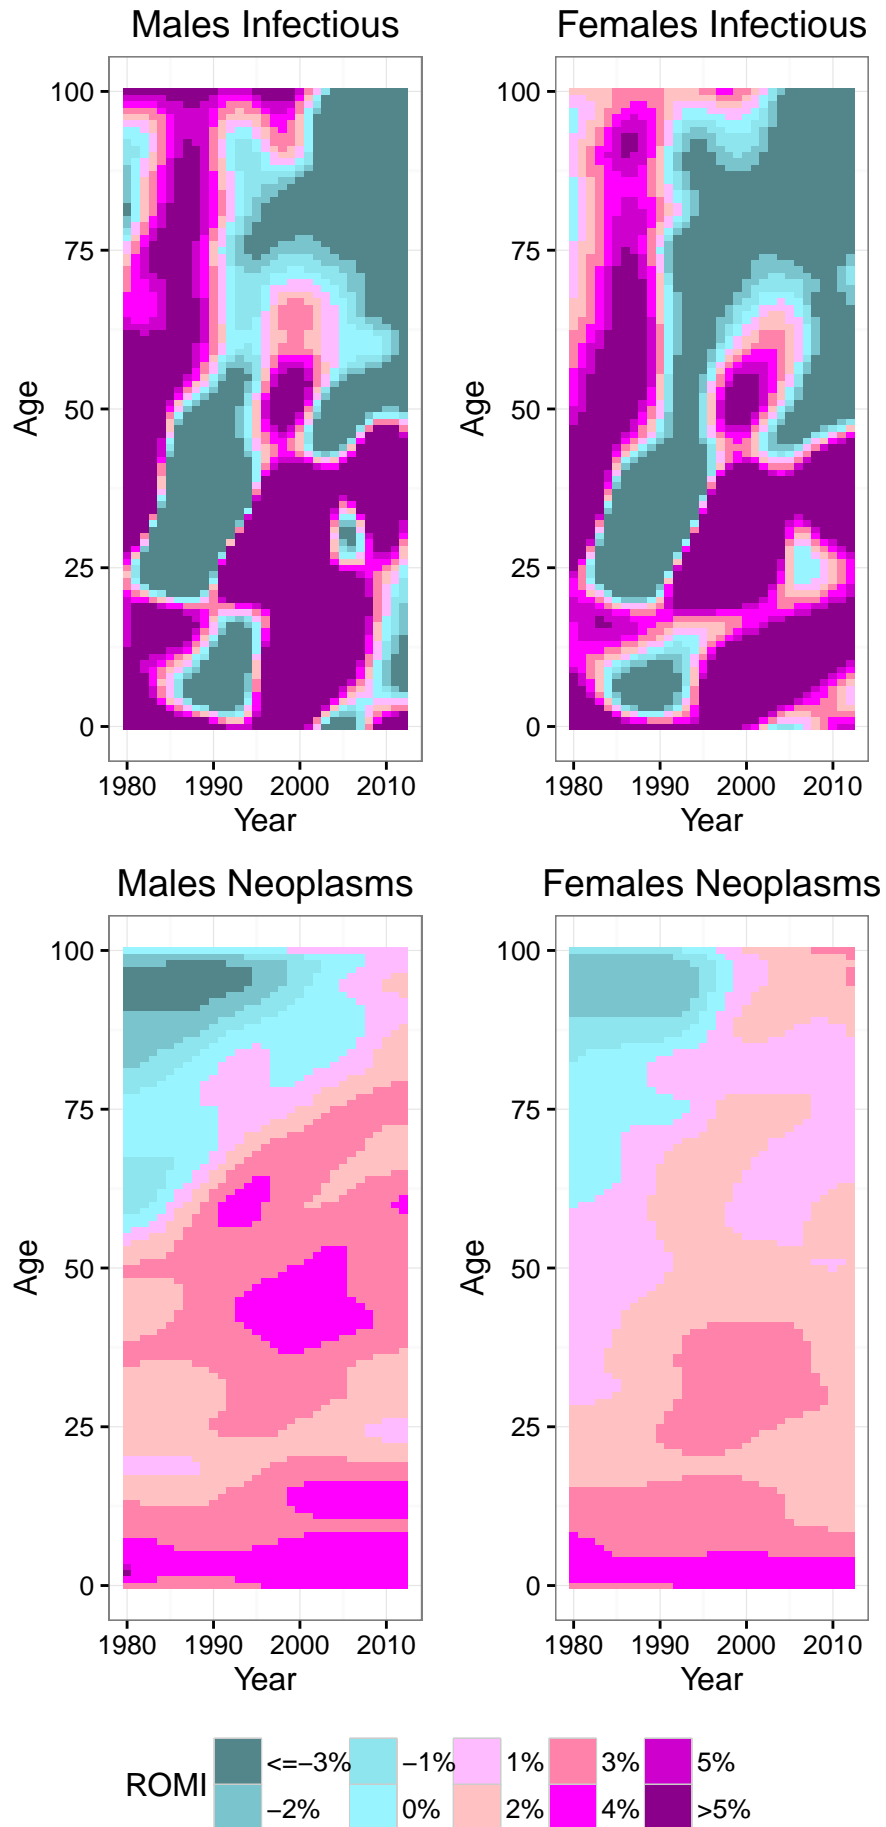 Males Infectious
Females Infectious
100
75
50
25
0
Age
1980 1990 2000 2010
Year
100
75
50
25
0
Age
1980 1990 2000 2010
Year
Males Neoplasms
Females Neoplasms
100
75
50
25
0
Age
1980 1990 2000 2010
Year
100
75
50
25
0
Age
1980 1990 2000 2010
Year
ROMI
<=−3% −1% 1% 3% 5%
−2% 0% 2% 4% >5%